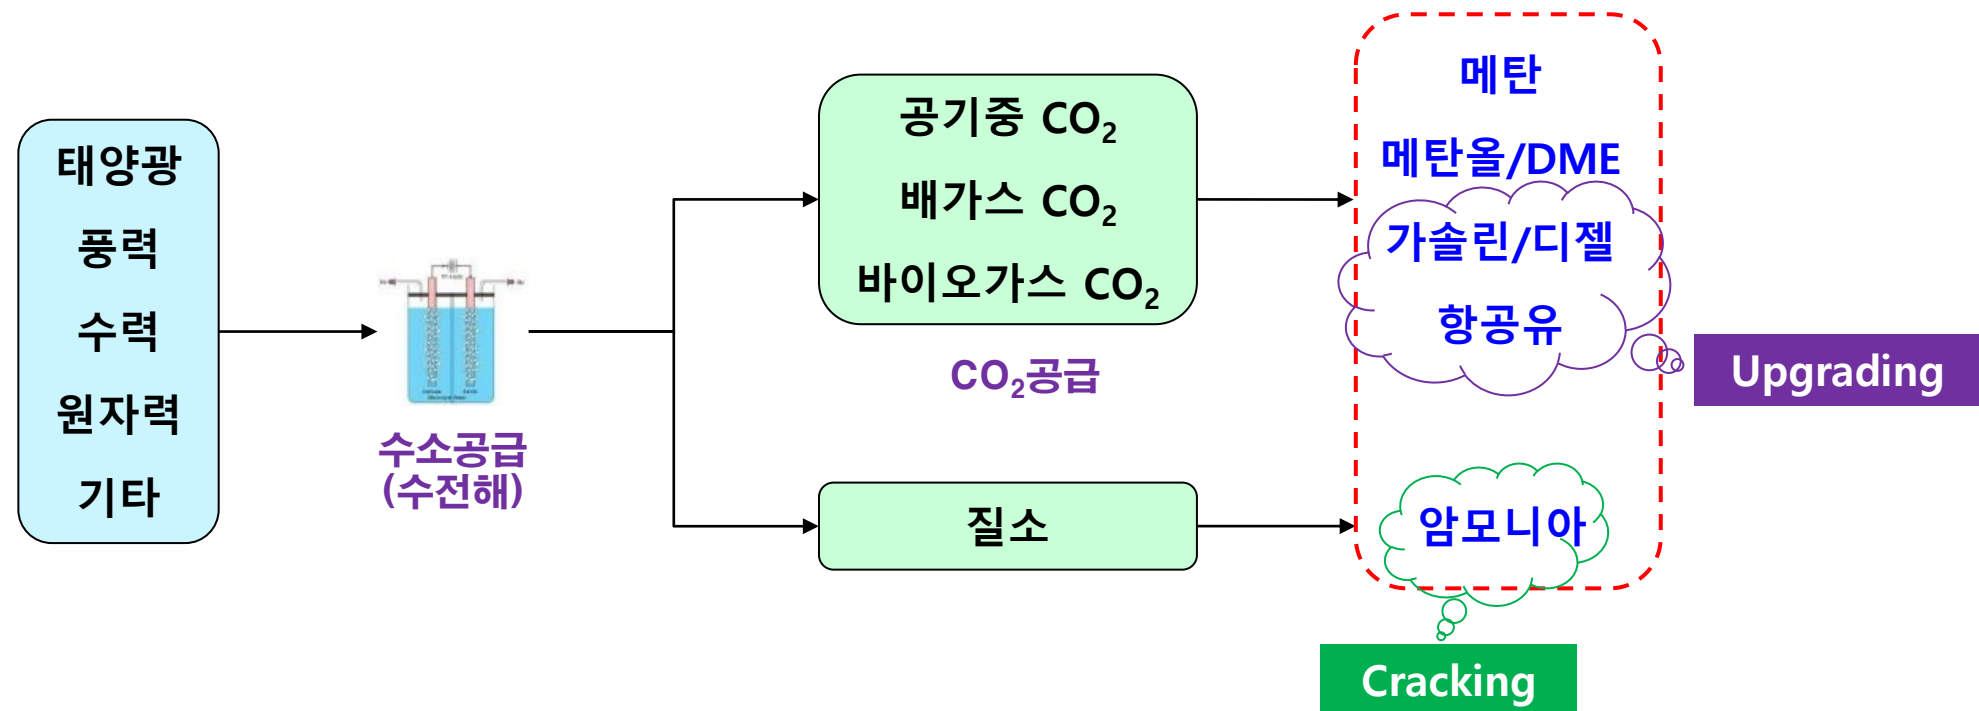 태양광
풍력
수력
원자력
기타
수소공급
(수전해)
공기중 CO₂
배가스 CO₂
바이오가스 CO₂
CO₂공급
질소
메탄
메탄올/DME
가솔린/디젤
항공유
암모니아
Upgrading
Cracking